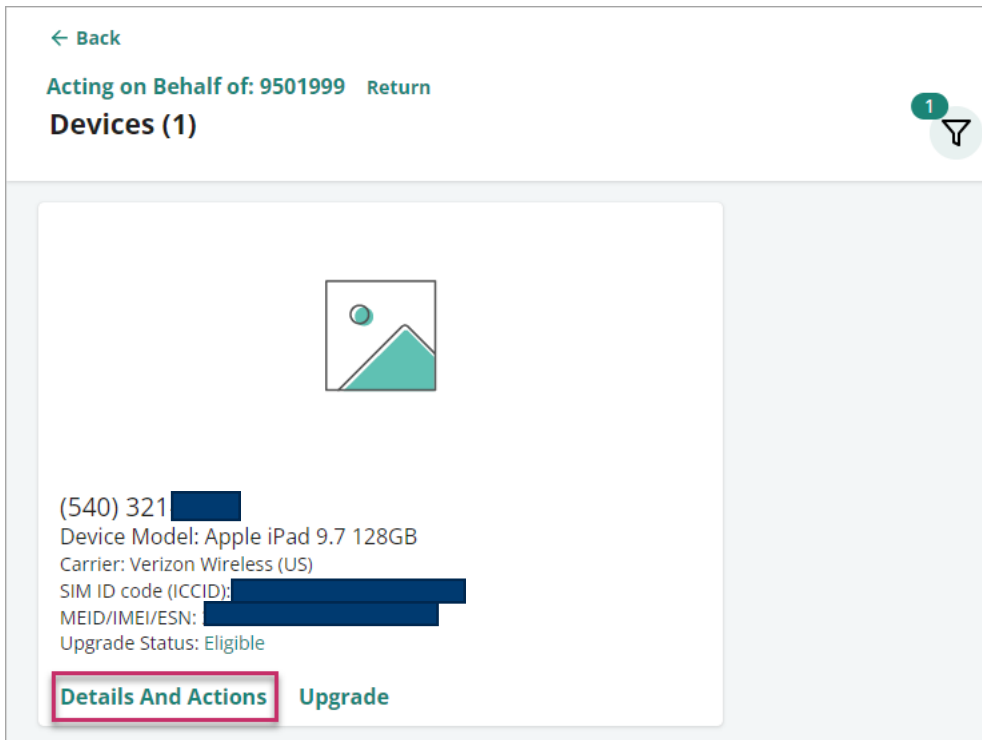 ← Back
Acting on Behalf of: 9501999 Return
Devices (1)
1
(540) 321
Device Model: Apple iPad 9.7 128GB
Carrier: Verizon Wireless (US)
SIM ID code (ICCID):
MEID/IMEI/ESN:
Upgrade Status: Eligible
Details And Actions Upgrade